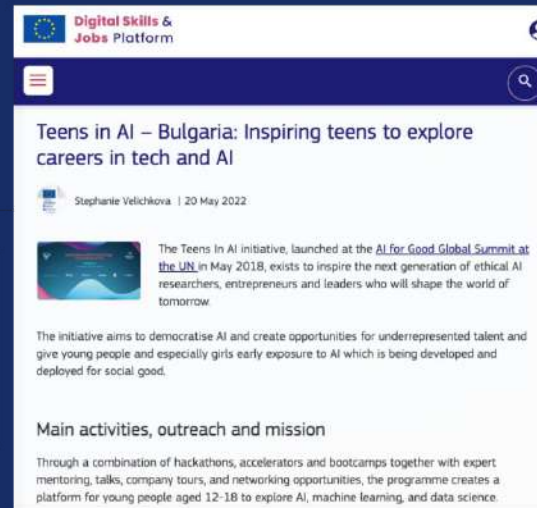 Digital Skills &
Jobs Platform
Teens in AI – Bulgaria: Inspiring teens to explore
careers in tech and AI
Stephanie Velichkova | 20 May 2022
The Teens In AI initiative, launched at the AI for Good Global Summit at
the UN in May 2018, exists to inspire the next generation of ethical AI
researchers, entrepreneurs and leaders who will shape the world of
tomorrow.
The initiative aims to democratise AI and create opportunities for underrepresented talent and
give young people and especially girls early exposure to AI which is being developed and
deployed for social good.
Main activities, outreach and mission
Through a combination of hackathons, accelerators and bootcamps together with expert
mentoring, talks, company tours, and networking opportunities, the programme creates a
platform for young people aged 12-18 to explore AI, machine learning, and data science.